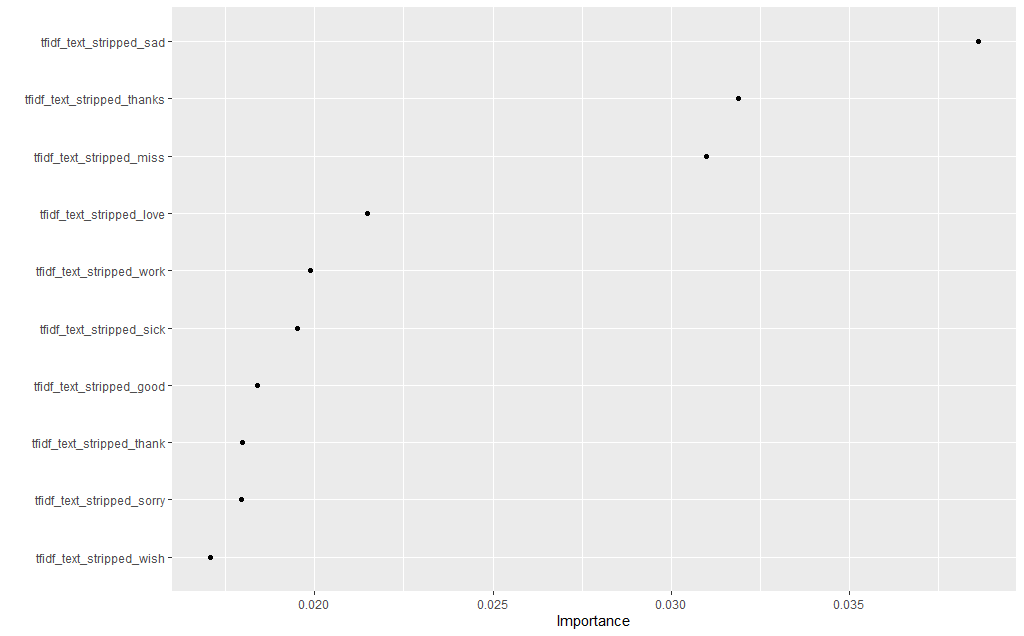 tfidf_text_stripped_sad
tfidf_text_stripped_thanks
tfidf_text_stripped_miss
tfidf_text_stripped_love
tfidf_text_stripped_work
tfidf_text_stripped_sick
tfidf_text_stripped_good
tfidf_text_stripped_thank
tfidf_text_stripped_sorry
tfidf_text_stripped_wish
0.020 0.025 0.030 0.035
Importance